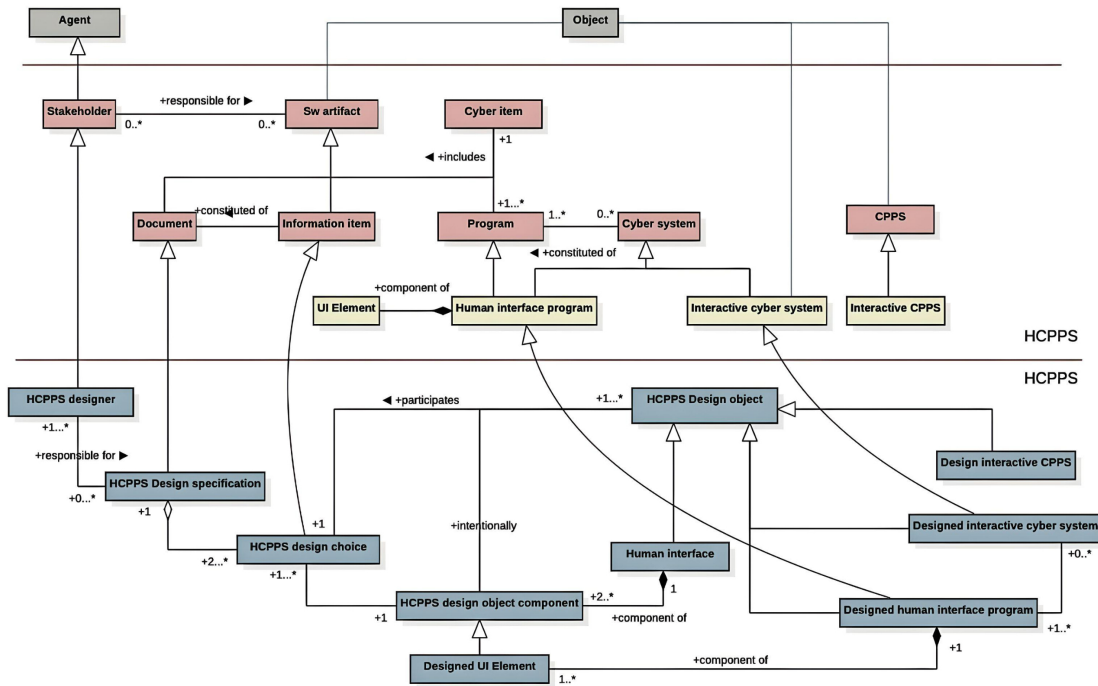 Agent
Object
+responsible for ►
Stakeholder
Sw artifact
Cyber item
0..*
0..*
+1
◄ +includes
+1...*
Document
+constituted of
◄
Information item
Program
1..*
0..*
Cyber system
CPPS
◄ +constituted of
+component of
UI Element
Human interface program
Interactive cyber system
Interactive CPPS
HCPPS
HCPPS
HCPPS designer
◄ +participates
+1...*
HCPPS Design object
+1...*
+responsible for ►
Design interactive CPPS
HCPPS Design specification
+0...*
+1
+1
+intentionally
Designed interactive cyber system
HCPPS design choice
Human interface
+2...*
+0..*
+1...*
+2..*
1
HCPPS design object component
Designed human interface program
+1
+component of
+1..*
+1
+component of
Designed UI Element
1..*